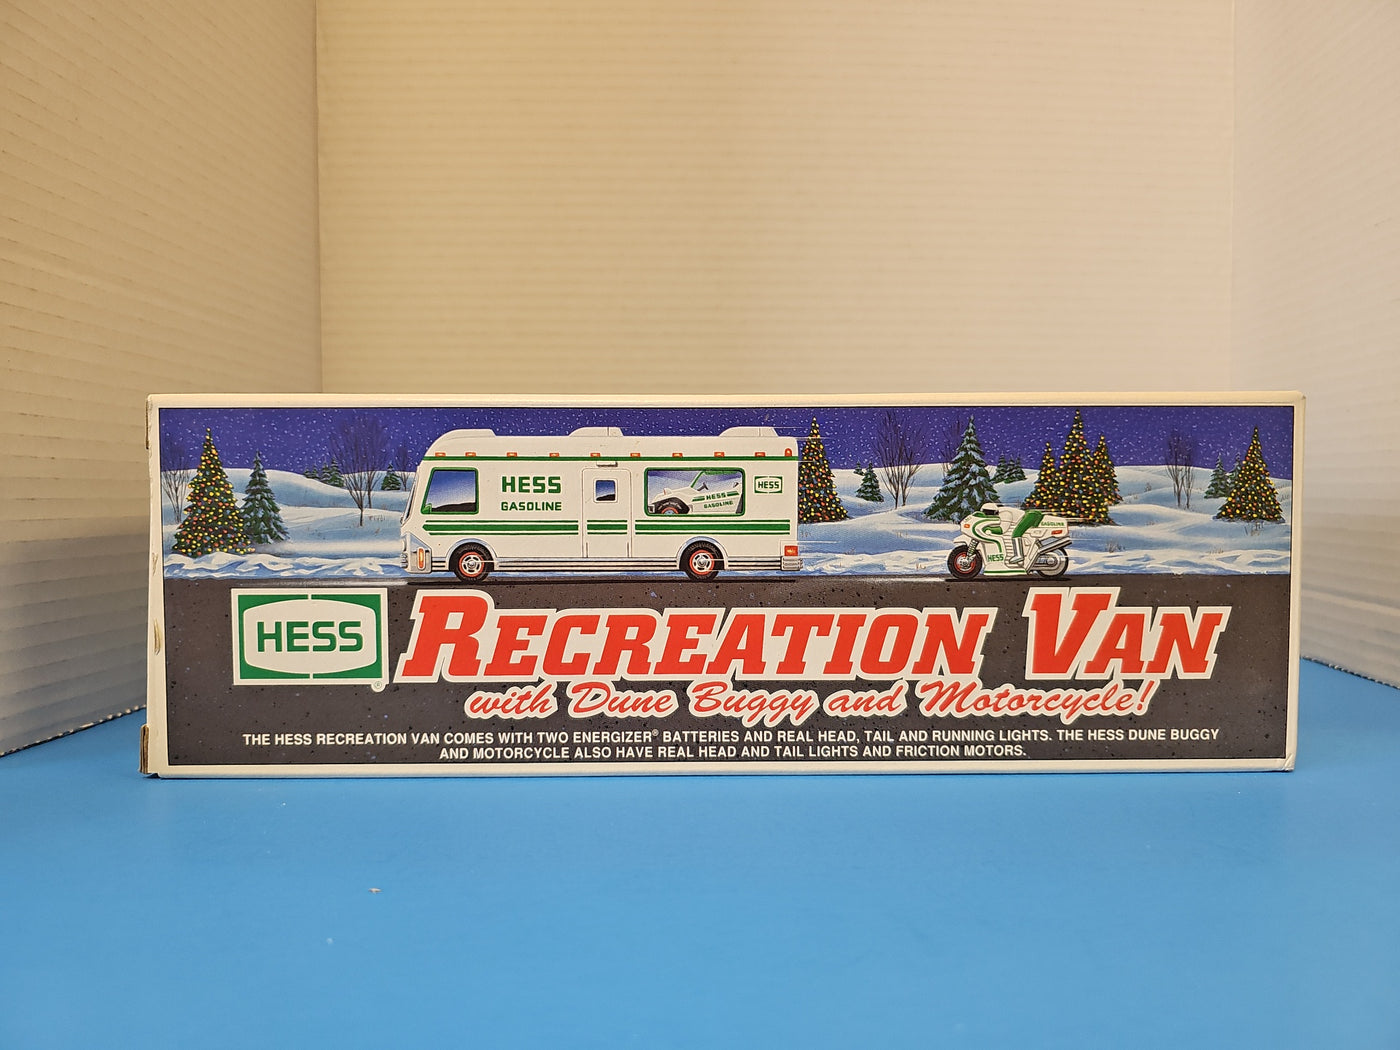 HESS
GASOLINE
HESS
GASOLINE
HESS
GASOLINE
HESS
HESS
RECREATION VAN
with Dune Buggy and Motorcycle!
THE HESS RECREATION VAN COMES WITH TWO ENERGIZER® BATTERIES AND REAL HEAD, TAIL AND RUNNING LIGHTS. THE HESS DUNE BUGGY
AND MOTORCYCLE ALSO HAVE REAL HEAD AND TAIL LIGHTS AND FRICTION MOTORS.